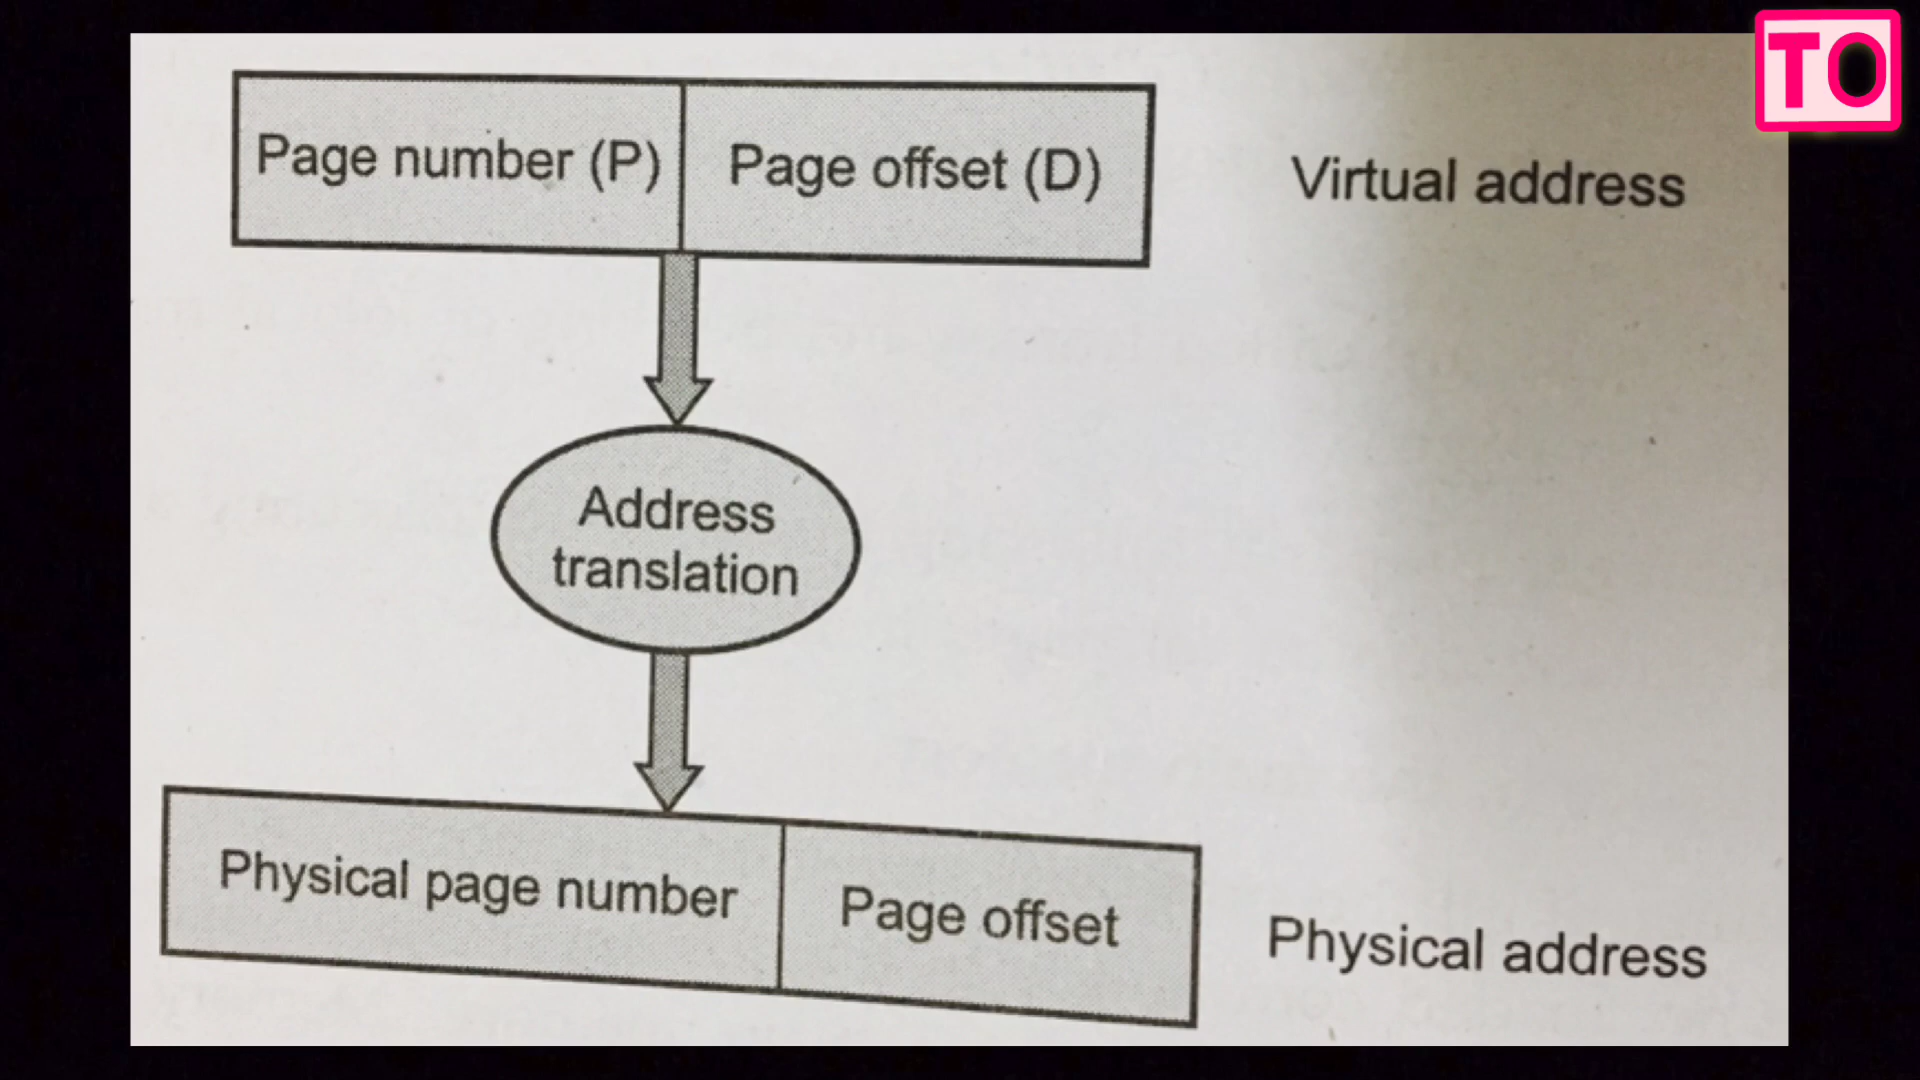 TO
Page number (P) Page offset (D) Virtual address
Address
translation
Physical page number Page offset Physical address